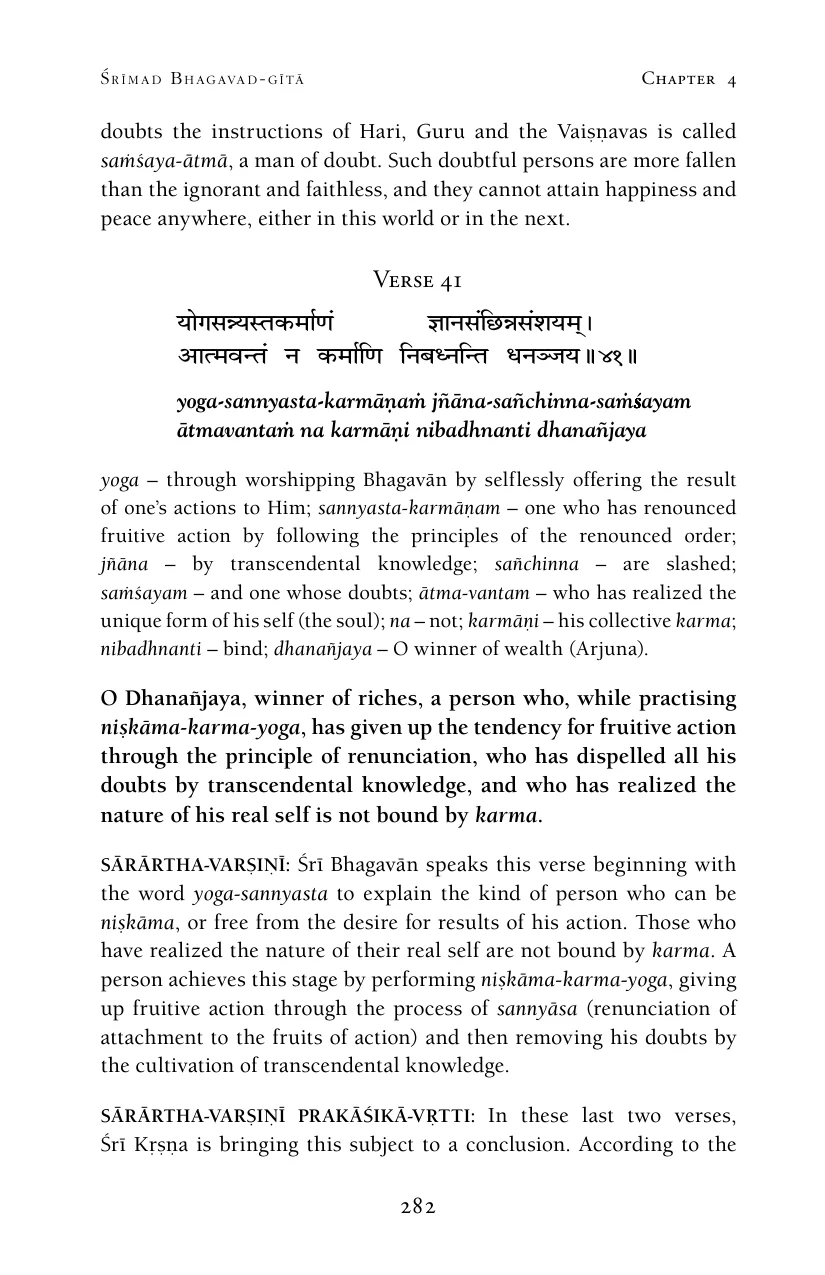 Śrīmad Bhagavad-gītā Chapter 4
doubts the instructions of Hari, Guru and the Vaiṣṇavas is called
saṁśaya-ātmā, a man of doubt. Such doubtful persons are more fallen
than the ignorant and faithless, and they cannot attain happiness and
peace anywhere, either in this world or in the next.
Verse 41
योगसन्न्यस्तकर्माणं ज्ञानसंछिन्नसंशयम्।
आत्मवन्तं न कर्माणि निबध्नन्ति धनञ्जय॥४१॥
yoga-sannyasta-karmāṇaṁ jñāna-sañchinna-saṁśayam
ātmavantaṁ na karmāṇi nibadhnanti dhanañjaya
yoga – through worshipping Bhagavān by selflessly offering the result
of one’s actions to Him; sannyasta-karmāṇam – one who has renounced
fruitive action by following the principles of the renounced order;
jñāna – by transcendental knowledge; sañchinna – are slashed;
saṁśayam – and one whose doubts; ātma-vantam – who has realized the
unique form of his self (the soul); na – not; karmāṇi – his collective karma;
nibadhnanti – bind; dhanañjaya – O winner of wealth (Arjuna).
O Dhanañjaya, winner of riches, a person who, while practising
niṣkāma-karma-yoga, has given up the tendency for fruitive action
through the principle of renunciation, who has dispelled all his
doubts by transcendental knowledge, and who has realized the
nature of his real self is not bound by karma.
SĀRĀRTHA-VARṢIṆĪ: Śrī Bhagavān speaks this verse beginning with
the word yoga-sannyasta to explain the kind of person who can be
niṣkāma, or free from the desire for results of his action. Those who
have realized the nature of their real self are not bound by karma. A
person achieves this stage by performing niṣkāma-karma-yoga, giving
up fruitive action through the process of sannyāsa (renunciation of
attachment to the fruits of action) and then removing his doubts by
the cultivation of transcendental knowledge.
SĀRĀRTHA-VARṢIṆĪ PRAKĀŚIKĀ-VṚTTI: In these last two verses,
Śrī Kṛṣṇa is bringing this subject to a conclusion. According to the
282